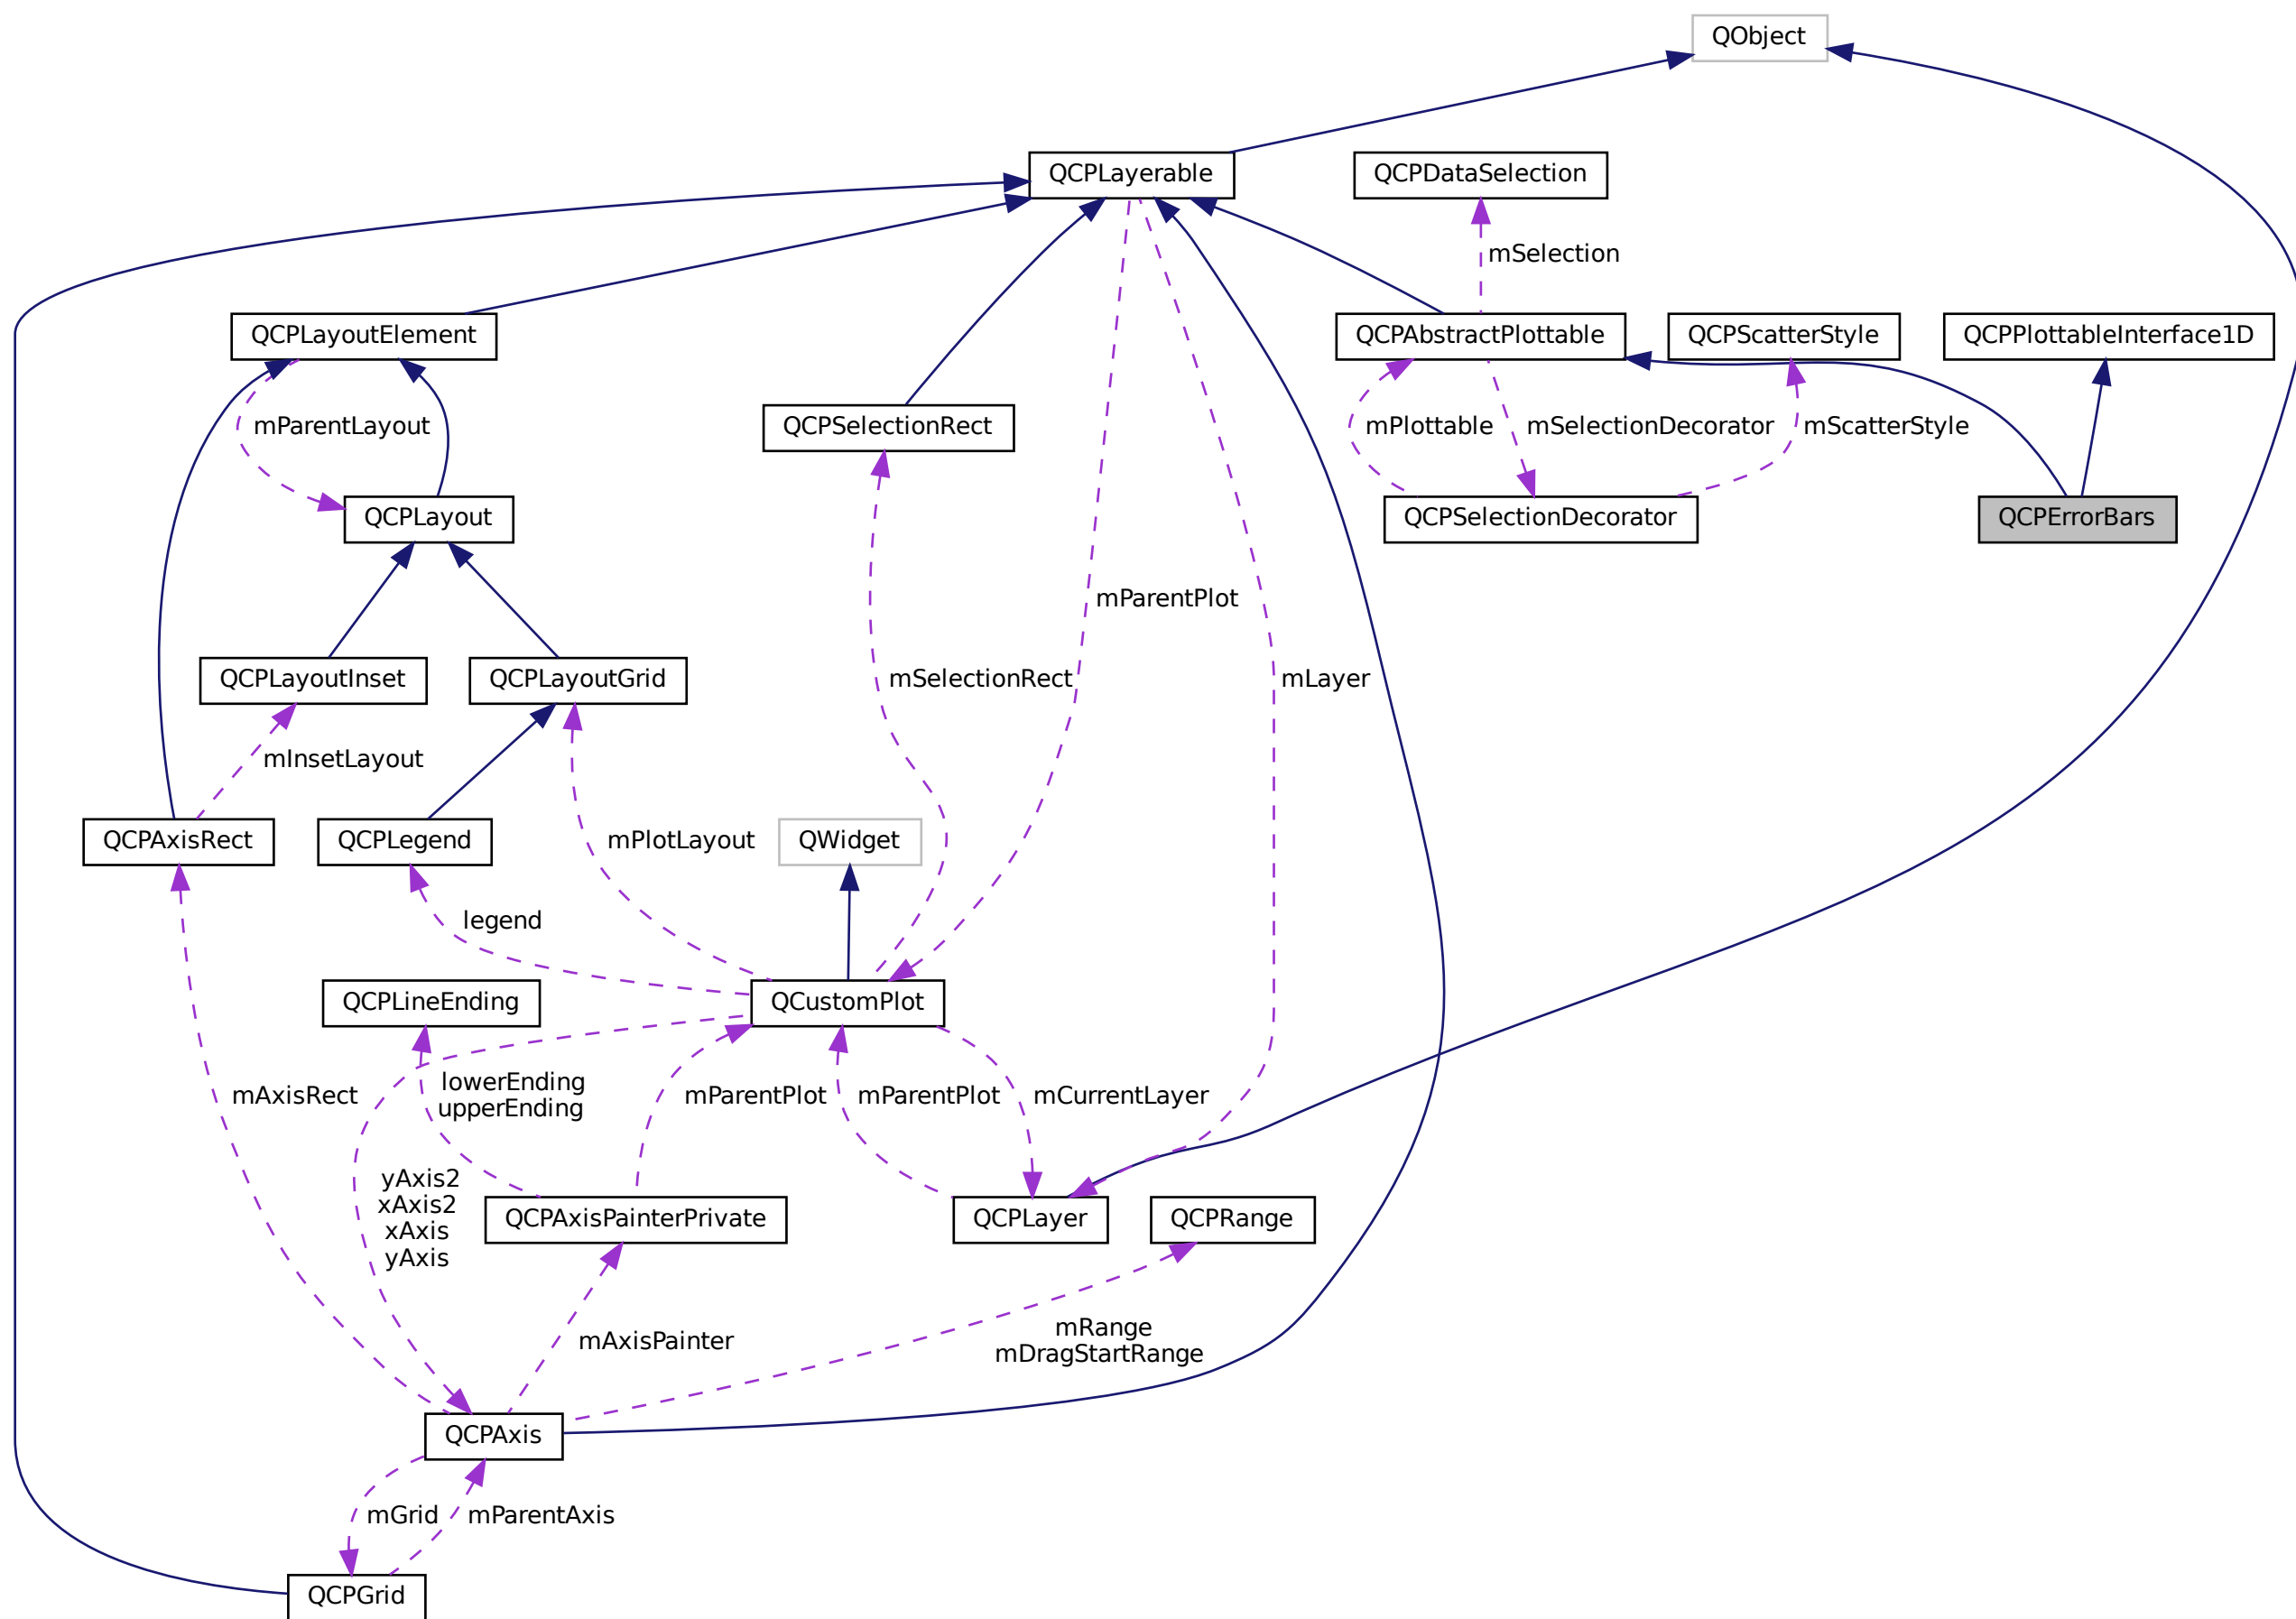 QObject
QCPLayerable
QCPDataSelection
mSelection
QCPLayoutElement
QCPAbstractPlottable
QCPScatterStyle
QCPPlottableInterface1D
mParentLayout
QCPSelectionRect
mPlottable
mSelectionDecorator
mScatterStyle
QCPLayout
QCPSelectionDecorator
QCPErrorBars
mParentPlot
QCPLayoutInset
QCPLayoutGrid
mSelectionRect
mLayer
mInsetLayout
QCPAxisRect
QCPLegend
mPlotLayout
QWidget
legend
QCPLineEnding
QCustomPlot
mAxisRect
lowerEnding
upperEnding
mParentPlot
mParentPlot
mCurrentLayer
yAxis2
xAxis2
xAxis
yAxis
QCPAxisPainterPrivate
QCPLayer
QCPRange
mAxisPainter
mRange
mDragStartRange
QCPAxis
mGrid
mParentAxis
QCPGrid